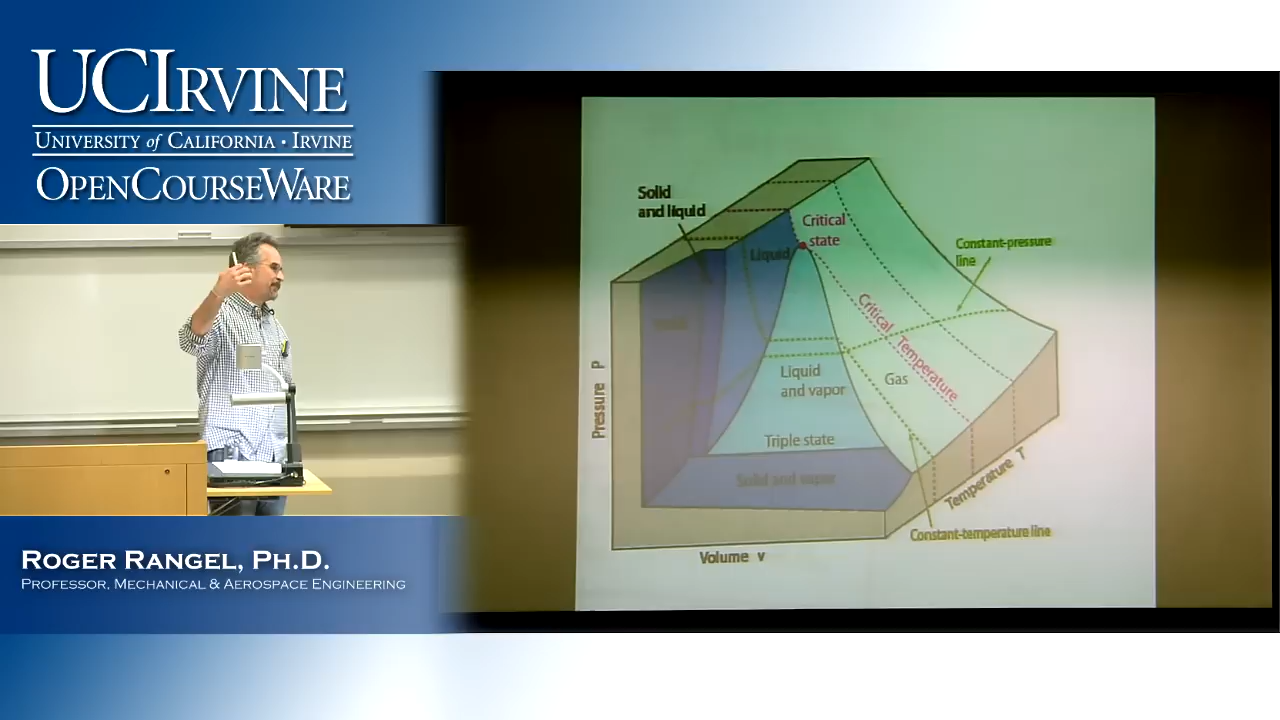 UCIRVINE
UNIVERSITY of CALIFORNIA · IRVINE
OPENCOURSEWARE
Solid
and liquid
Critical
state
Liquid
Constant-pressure
line
Critical Temperature
Liquid
and vapor
Gas
Pressure P
Triple state
Solid and vapor
Temperature T
Constant-temperature line
Volume v
ROGER RANGEL, PH.D.
PROFESSOR, MECHANICAL & AEROSPACE ENGINEERING